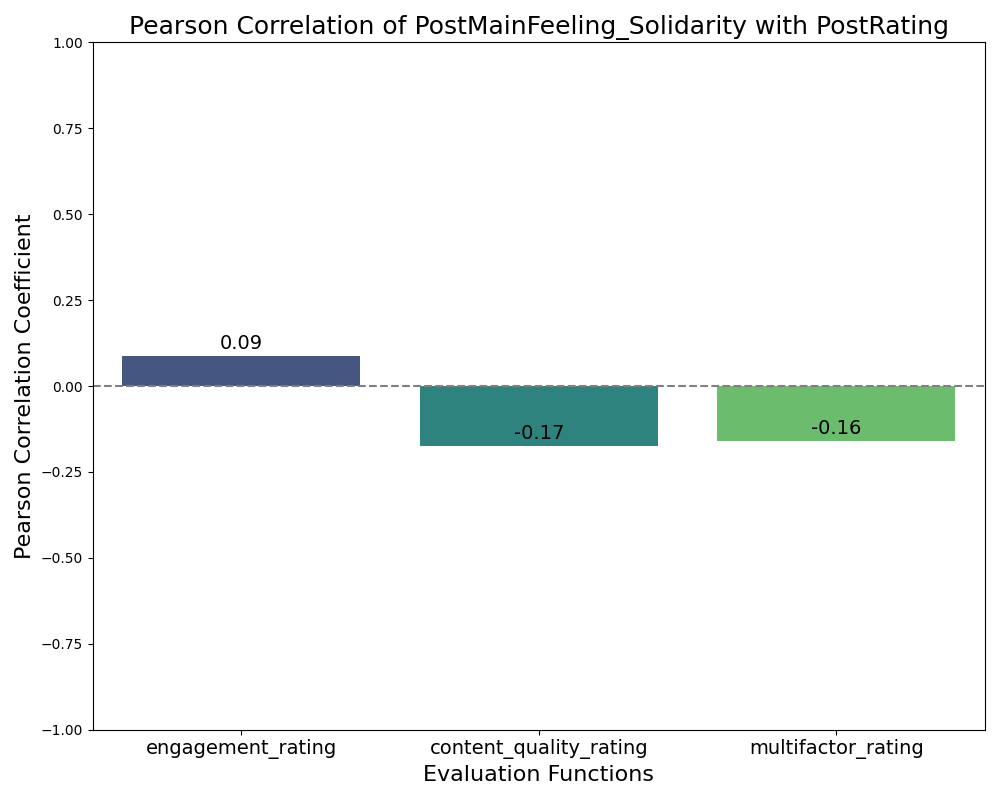 Pearson Correlation of PostMainFeeling_Solidarity with PostRating
Pearson Correlation Coefficient
1.00
0.75
0.50
0.25
0.00
−0.25
−0.50
−0.75
−1.00
0.09
-0.17
-0.16
engagement_rating
content_quality_rating
multifactor_rating
Evaluation Functions